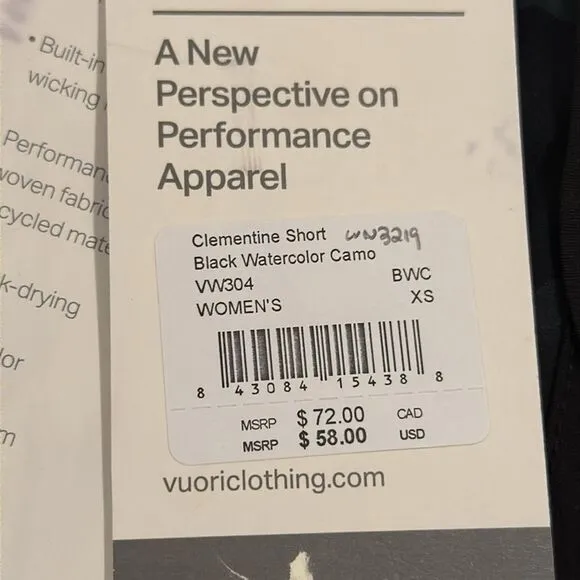 • Built-in
wicking
Performan
woven fabric
cycled mate
k-drying
lor
m
A New
Perspective on
Performance
Apparel
Clementine Short WN3219
Black Watercolor Camo
VW304 BWC
WOMEN'S XS
8 43084 15438 8
MSRP $72.00 CAD
MSRP $58.00 USD
vuoriclothing.com